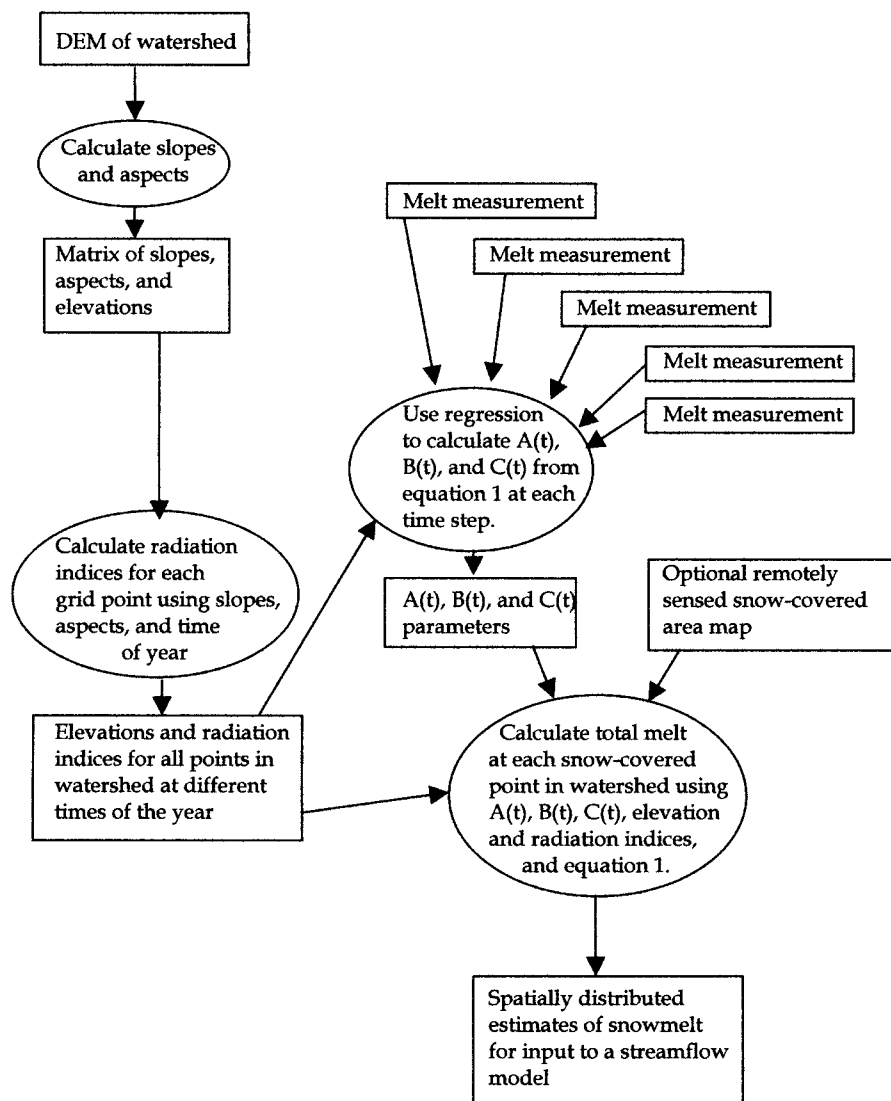 DEM of watershed
Calculate slopes
and aspects
Matrix of slopes,
aspects, and
elevations
Calculate radiation
indices for each
grid point using slopes,
aspects, and time
of year
Elevations and radiation
indices for all points in
watershed at different
times of the year
Melt measurement
Melt measurement
Melt measurement
Melt measurement
Melt measurement
Use regression
to calculate A(t),
B(t), and C(t) from
equation 1 at each
time step.
A(t), B(t), and C(t)
parameters
Optional remotely
sensed snow-covered
area map
Calculate total melt
at each snow-covered
point in watershed using
A(t), B(t), C(t), elevation
and radiation indices,
and equation 1.
Spatially distributed
estimates of snowmelt
for input to a streamflow
model